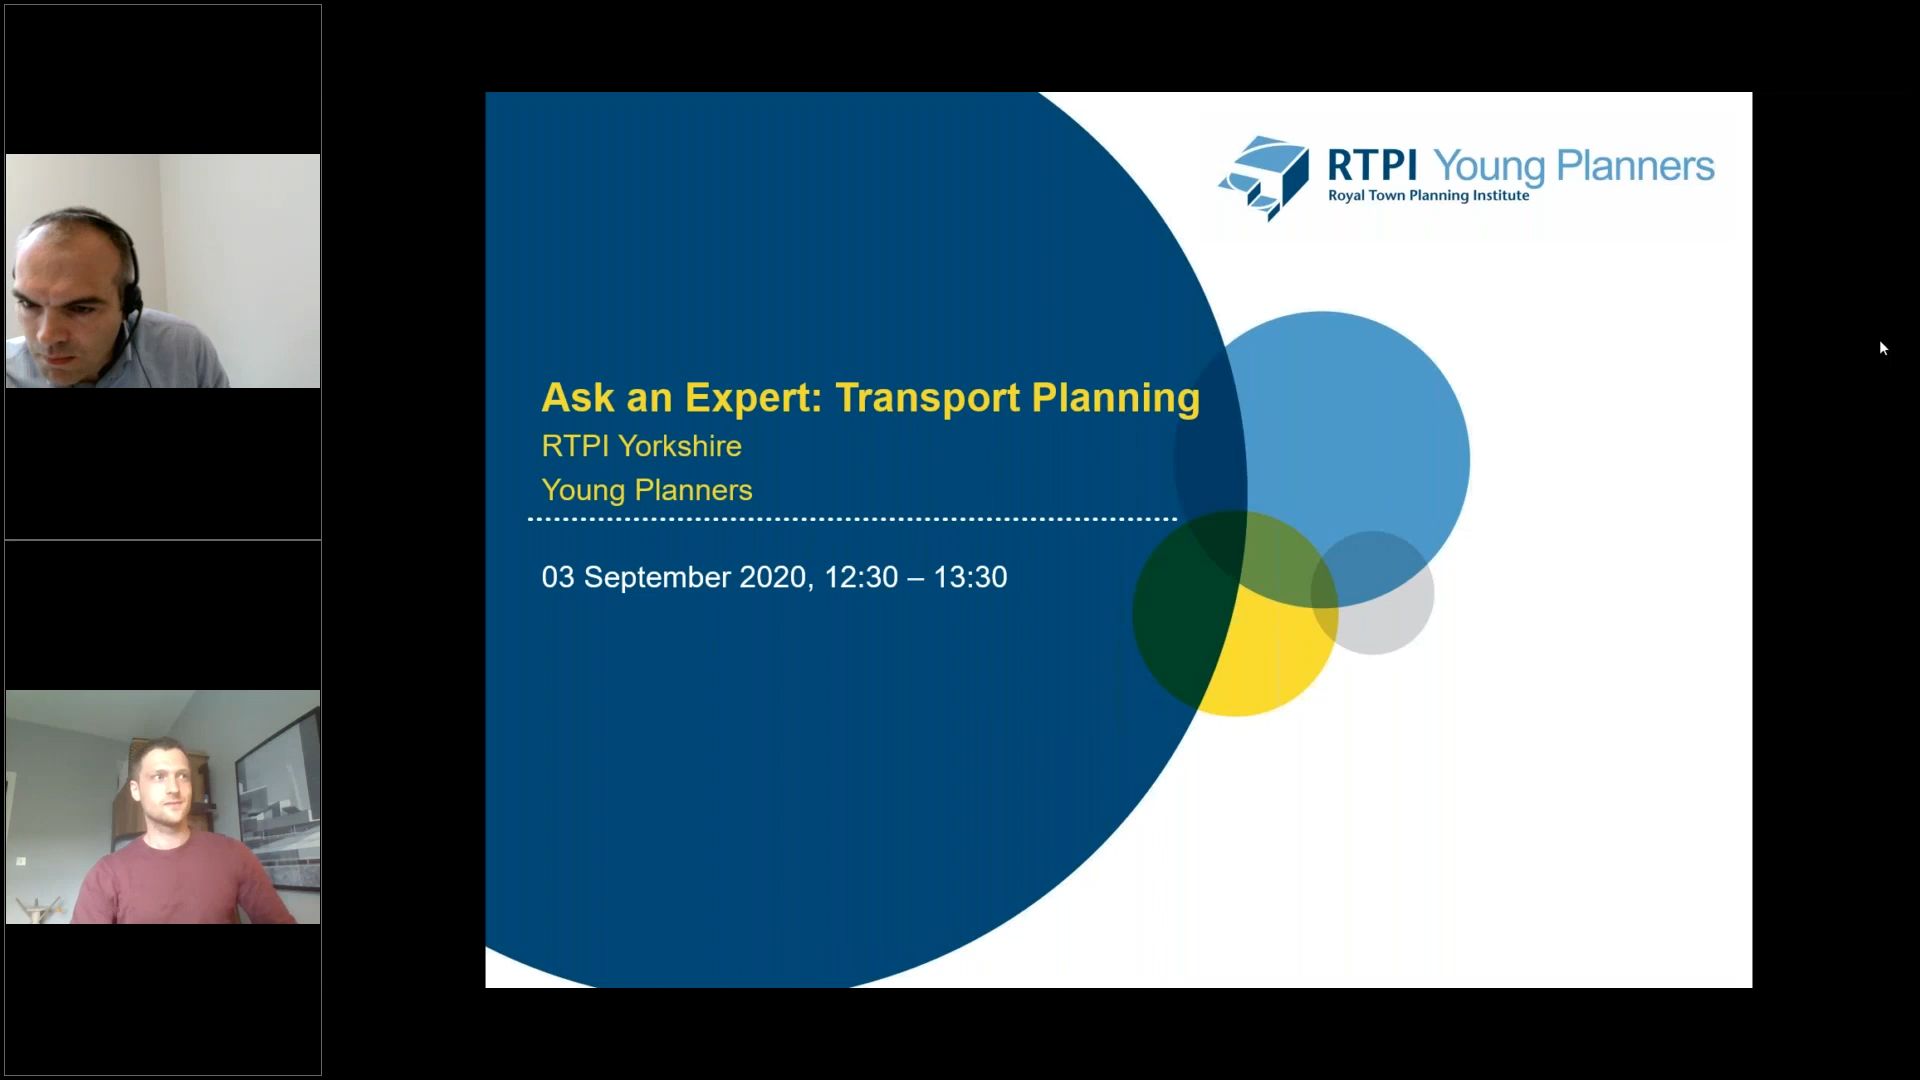 RTPI Young Planners
Royal Town Planning Institute
Ask an Expert: Transport Planning
RTPI Yorkshire
Young Planners
03 September 2020, 12:30 – 13:30